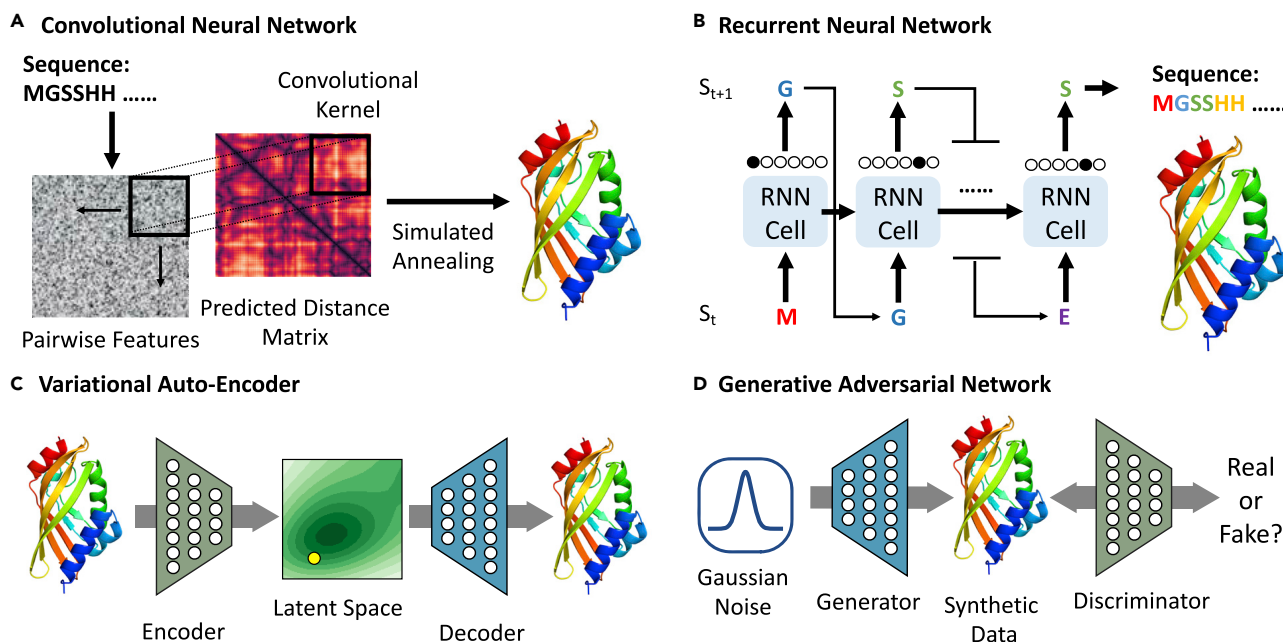 A Convolutional Neural Network
Sequence:
MGSSHH ......
Convolutional
Kernel
Simulated
Annealing
Pairwise Features
Predicted Distance
Matrix
B Recurrent Neural Network
S_{t+1}
G
S
S
Sequence:
MGSSHH ......
RNN
Cell
RNN
Cell
......
RNN
Cell
S_t
M
G
E
C Variational Auto-Encoder
Encoder
Latent Space
Decoder
D Generative Adversarial Network
Gaussian
Noise
Generator
Synthetic
Data
Discriminator
Real
or
Fake?